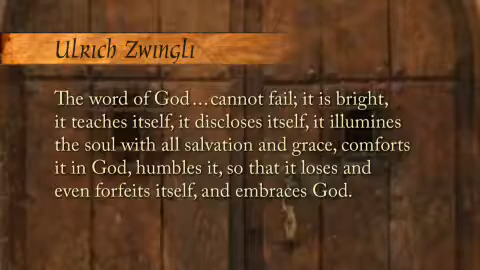 Ulrich Zwingli
The word of God...cannot fail; it is bright,
it teaches itself, it discloses itself, it illumines
the soul with all salvation and grace, comforts
it in God, humbles it, so that it loses and
even forfeits itself, and embraces God.